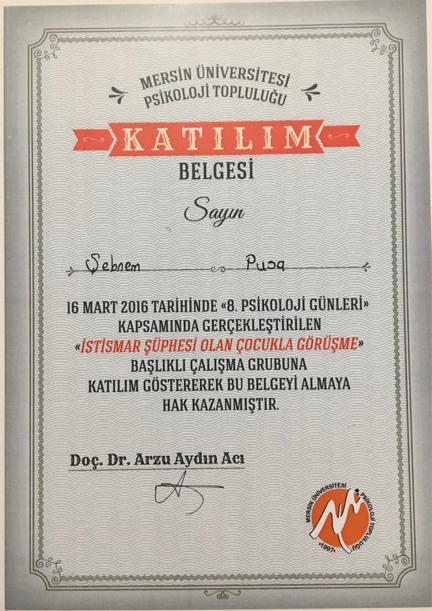 MERSİN ÜNİVERSİTESİ
PSİKOLOJİ TOPLULUĞU
KATILIM
BELGESİ
Sayın
Şebnem Pusa
16 MART 2016 TARİHİNDE «8. PSİKOLOJİ GÜNLERİ»
KAPSAMINDA GERÇEKLEŞTİRİLEN
«İSTİSMAR ŞÜPHESİ OLAN ÇOCUKLA GÖRÜŞME»
BAŞLIKLI ÇALIŞMA GRUBUNA
KATILIM GÖSTEREREK BU BELGEYİ ALMAYA
HAK KAZANMIŞTIR.
Doç. Dr. Arzu Aydın Acı
MERSİN ÜNİVERSİTESİ PSİKOLOJİ TOPLULUĞU
•1997•